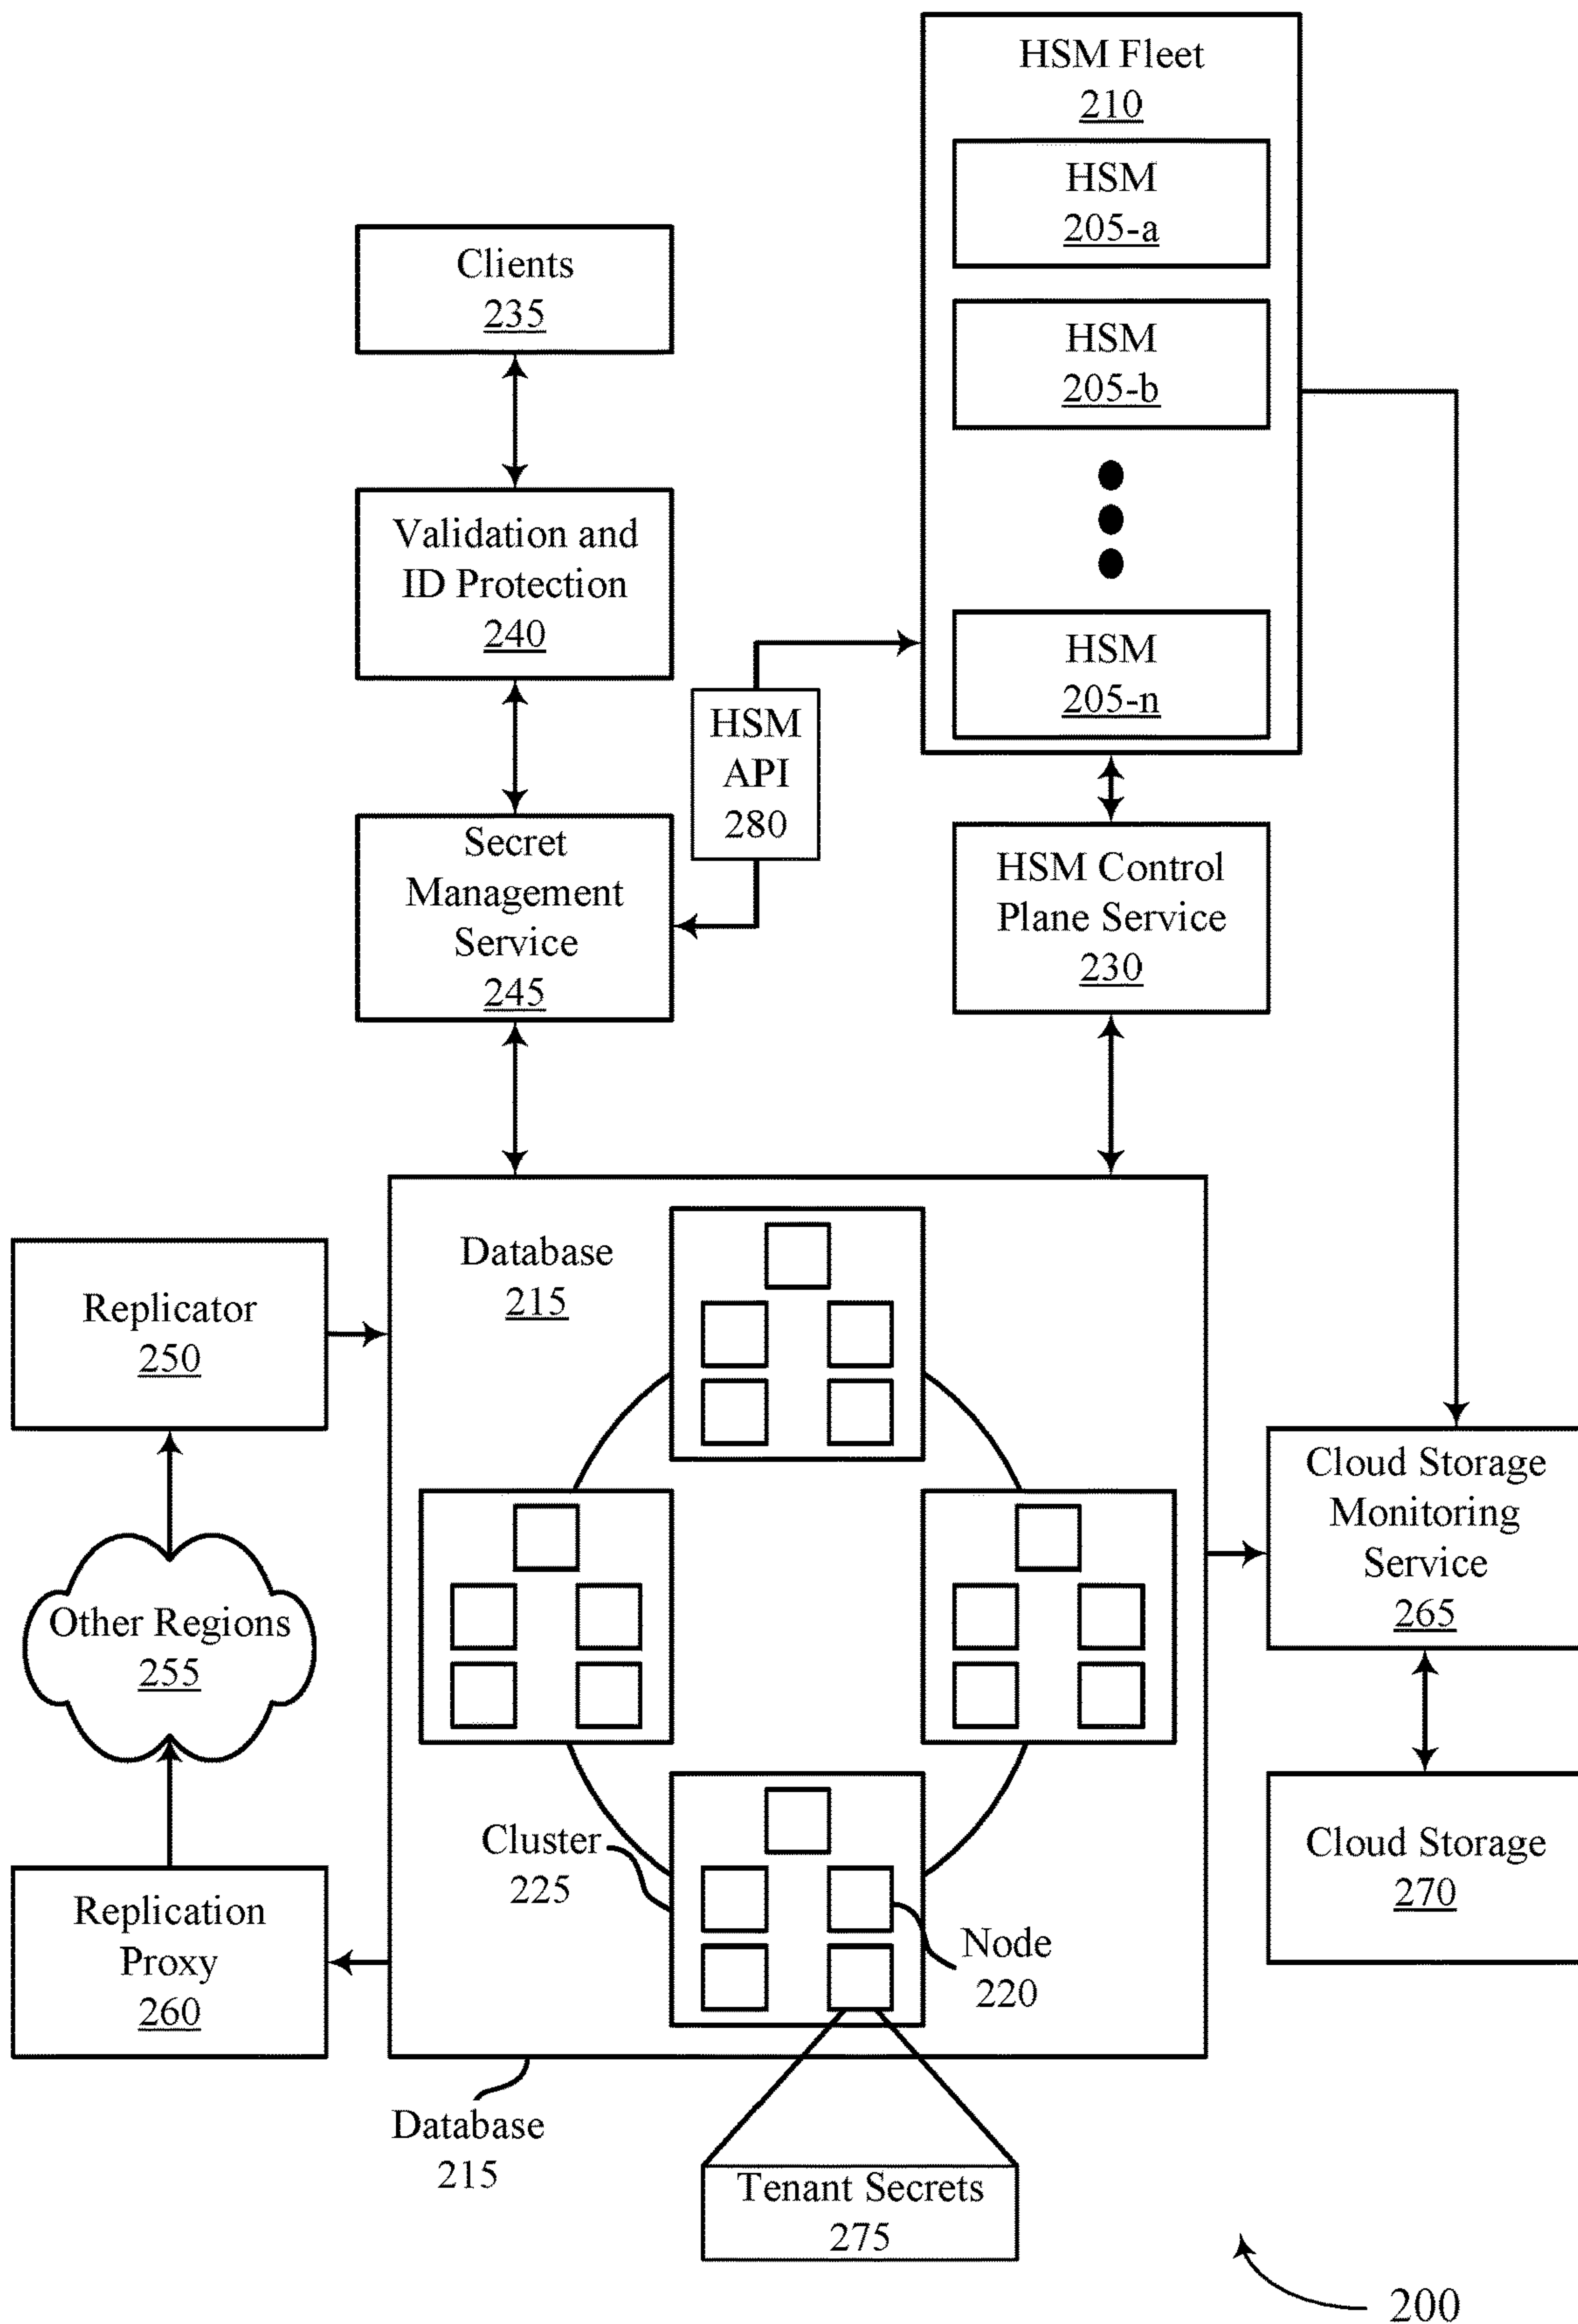 HSM Fleet
210
HSM
205-a
HSM
205-b
HSM
205-n
Clients
235
Validation and
ID Protection
240
HSM
API
280
Secret
Management
Service
245
HSM Control
Plane Service
230
Database
215
Replicator
250
Other Regions
255
Replication
Proxy
260
Cloud Storage
Monitoring
Service
265
Cloud Storage
270
Cluster
225
Node
220
Database
215
Tenant Secrets
275
200